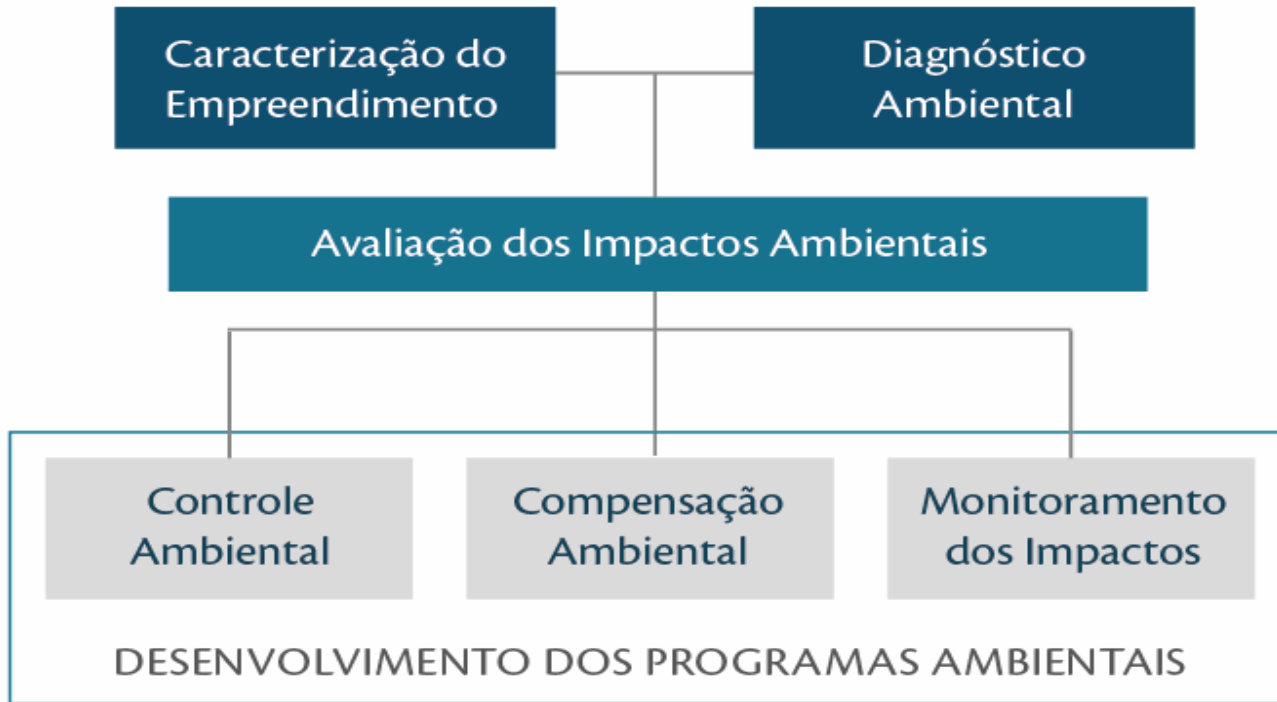 Caracterização do
Empreendimento
Diagnóstico
Ambiental
Avaliação dos Impactos Ambientais
Controle
Ambiental
Compensação
Ambiental
Monitoramento
dos Impactos
DESENVOLVIMENTO DOS PROGRAMAS AMBIENTAIS